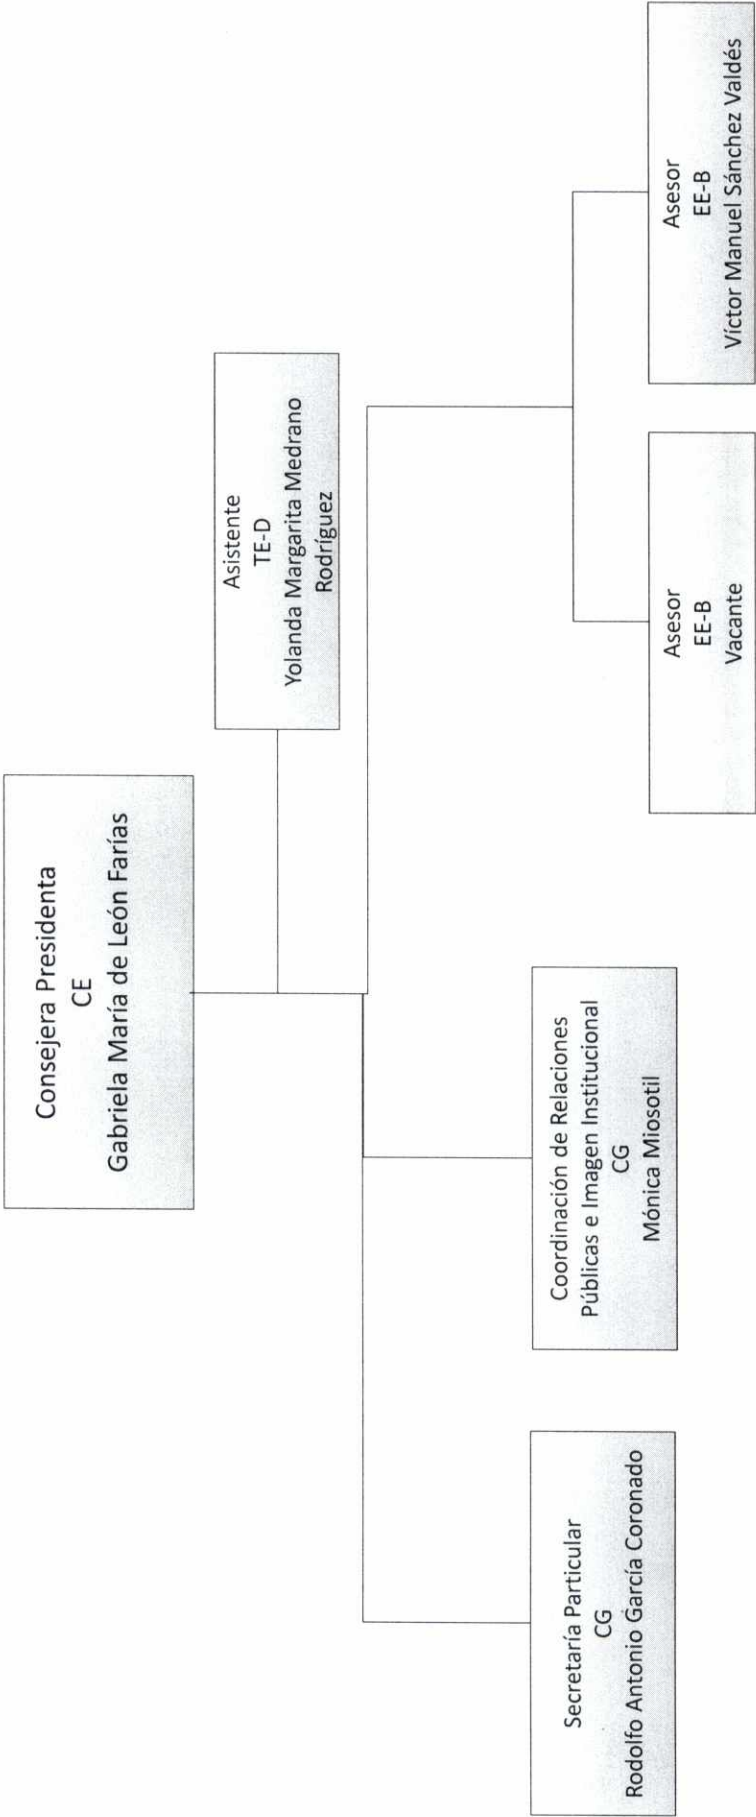 Consejera Presidenta
CE
Gabriela María de León Farías
Asistente
TE-D
Yolanda Margarita Medrano
Rodríguez
Secretaría Particular
CG
Rodolfo Antonio García Coronado
Coordinación de Relaciones
Públicas e Imagen Institucional
CG
Mónica Miosotil
Asesor
EE-B
Vacante
Asesor
EE-B
Víctor Manuel Sánchez Valdés